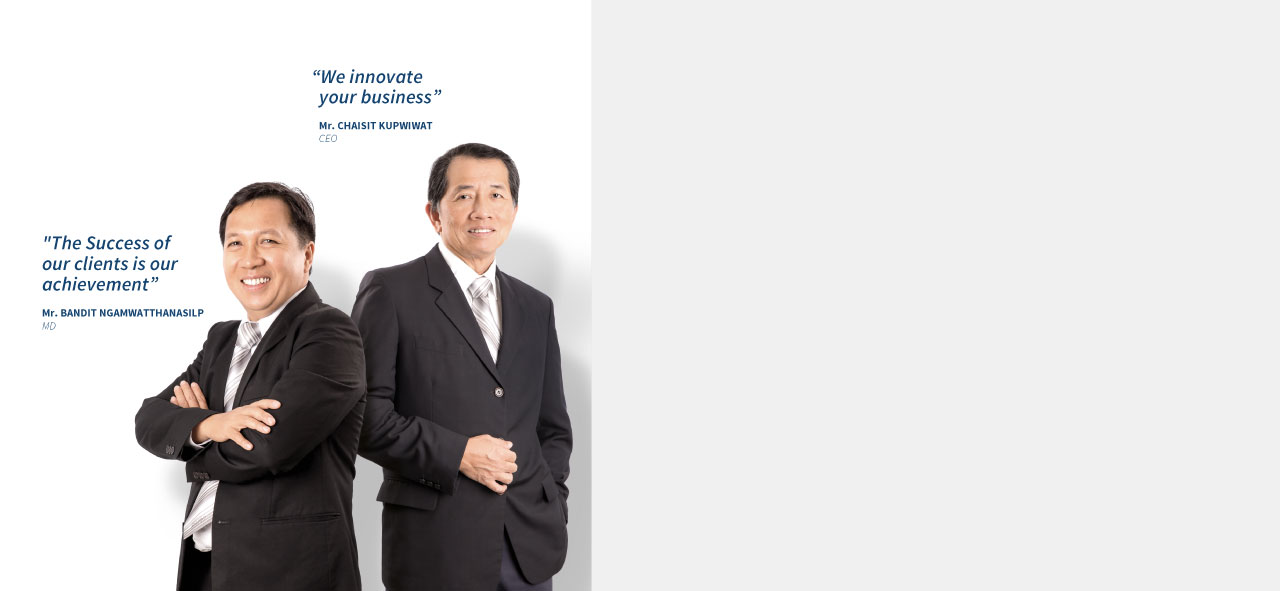 “We innovate
your business”
Mr. CHAISIT KUPWIWAT
CEO
"The Success of
our clients is our
achievement”
Mr. BANDIT NGAMWATTHANASILP
MD